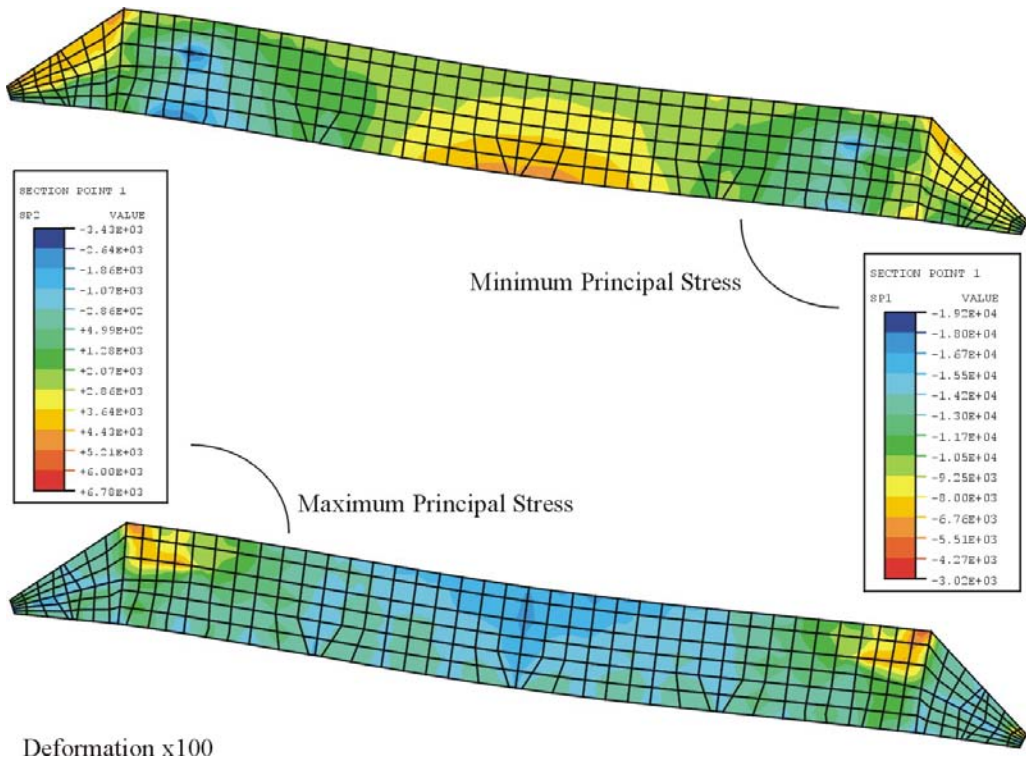 SECTION POINT 1
SP2 VALUE
-3.43E+03
-2.64E+03
-1.86E+03
-1.07E+03
-2.86E+02
+4.99E+02
+1.28E+03
+2.07E+03
+2.86E+03
+3.64E+03
+4.43E+03
+5.21E+03
+6.00E+03
+6.78E+03
Minimum Principal Stress
SECTION POINT 1
SP1 VALUE
-1.92E+04
-1.80E+04
-1.67E+04
-1.55E+04
-1.42E+04
-1.30E+04
-1.17E+04
-1.05E+04
-9.25E+03
-8.00E+03
-6.76E+03
-5.51E+03
-4.27E+03
-3.02E+03
Maximum Principal Stress
Deformation x100